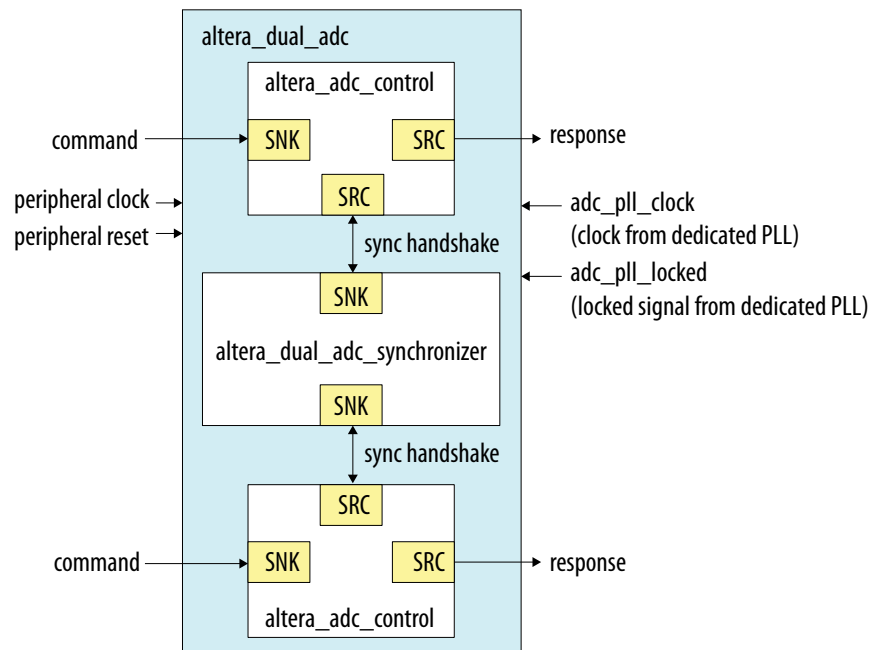 altera_dual_adc
altera_adc_control
command
SNK
SRC
response
SRC
peripheral clock
peripheral reset
sync handshake
adc_pll_clock
(clock from dedicated PLL)
adc_pll_locked
(locked signal from dedicated PLL)
SNK
altera_dual_adc_synchronizer
SNK
sync handshake
SRC
command
SNK
SRC
response
altera_adc_control